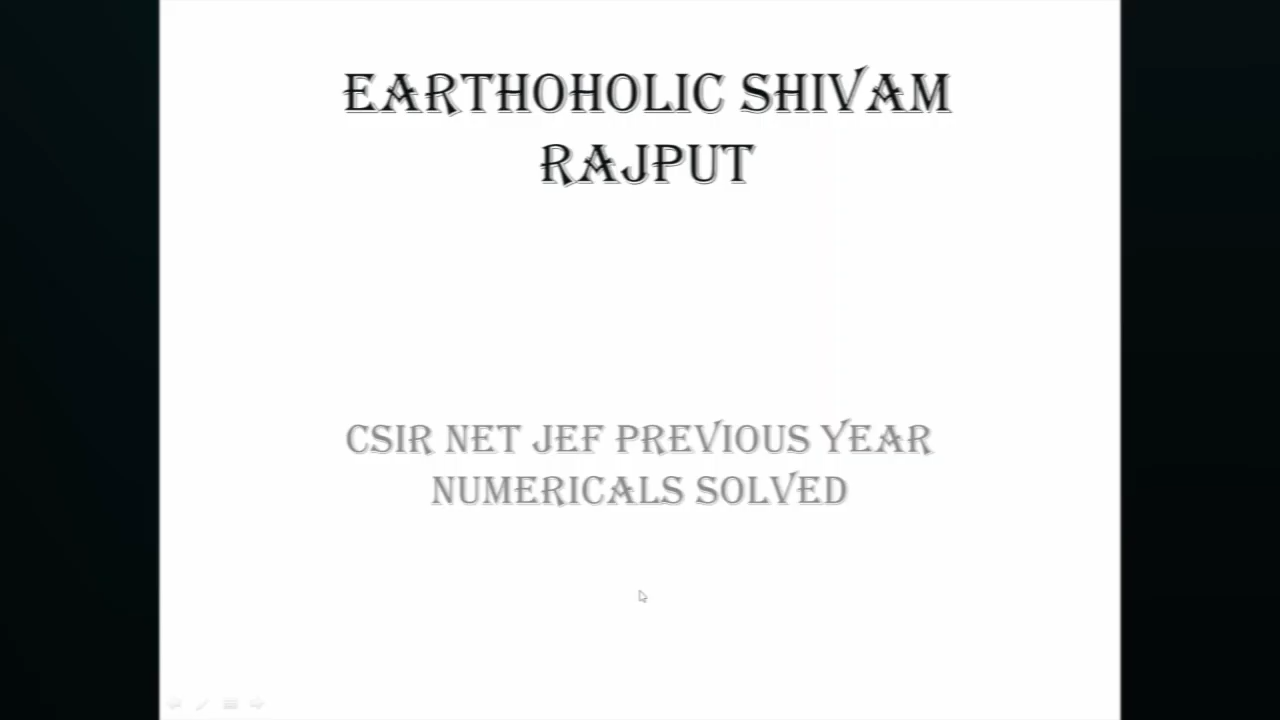 EARTHOHOLIC SHIVAM
RAJPUT
CSIR NET JEF PREVIOUS YEAR
NUMERICALS SOLVED